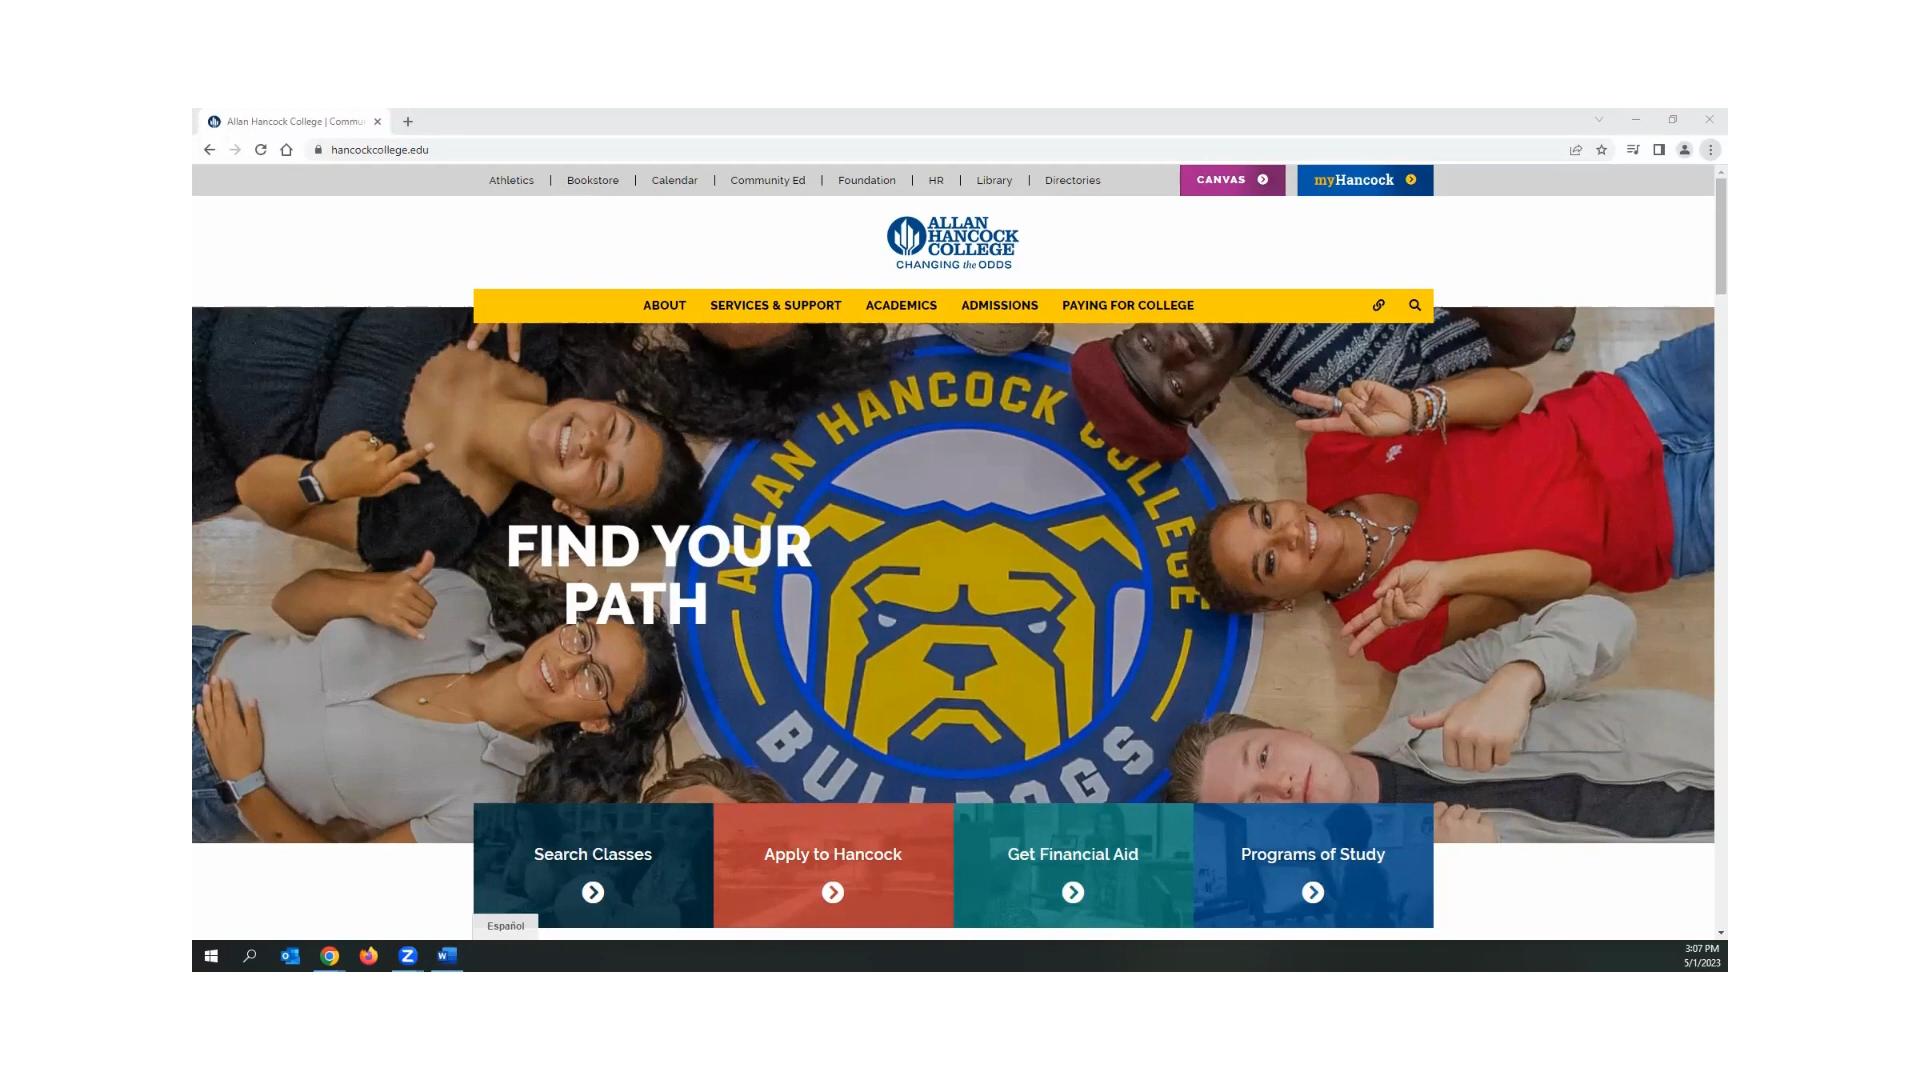 Allan Hancock College | Commu
hancockcollege.edu
Athletics | Bookstore | Calendar | Community Ed | Foundation | HR | Library | Directories
CANVAS
myHancock
ALLAN
HANCOCK
COLLEGE
CHANGING the ODDS
ABOUT SERVICES & SUPPORT ACADEMICS ADMISSIONS PAYING FOR COLLEGE
ALLAN HANCOCK COLLEGE
FIND YOUR
PATH
BULLDOGS
Search Classes
Apply to Hancock
Get Financial Aid
Programs of Study
Español
3:07 PM
5/1/2023